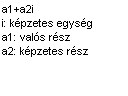 a1+a2i
i: képzetes egység
a1: valós rész
a2: képzetes rész